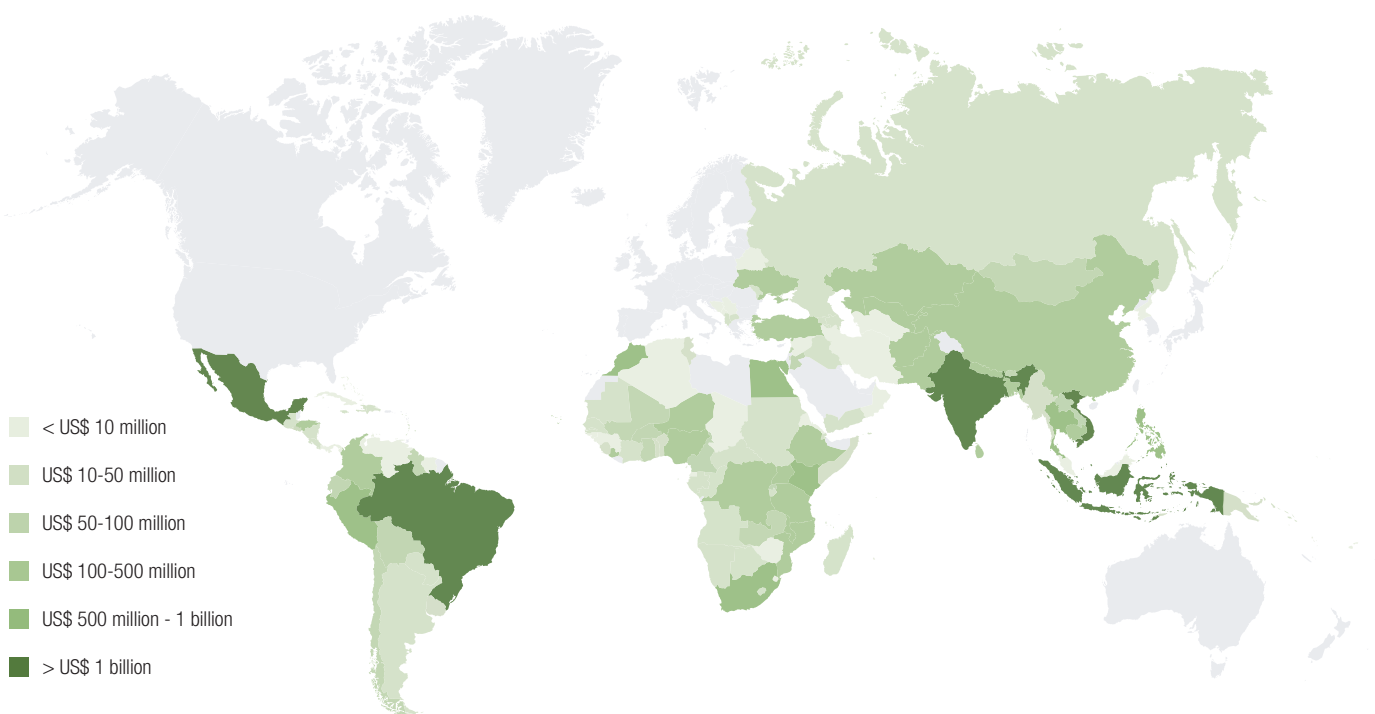 < US$ 10 million
US$ 10-50 million
US$ 50-100 million
US$ 100-500 million
US$ 500 million - 1 billion
> US$ 1 billion